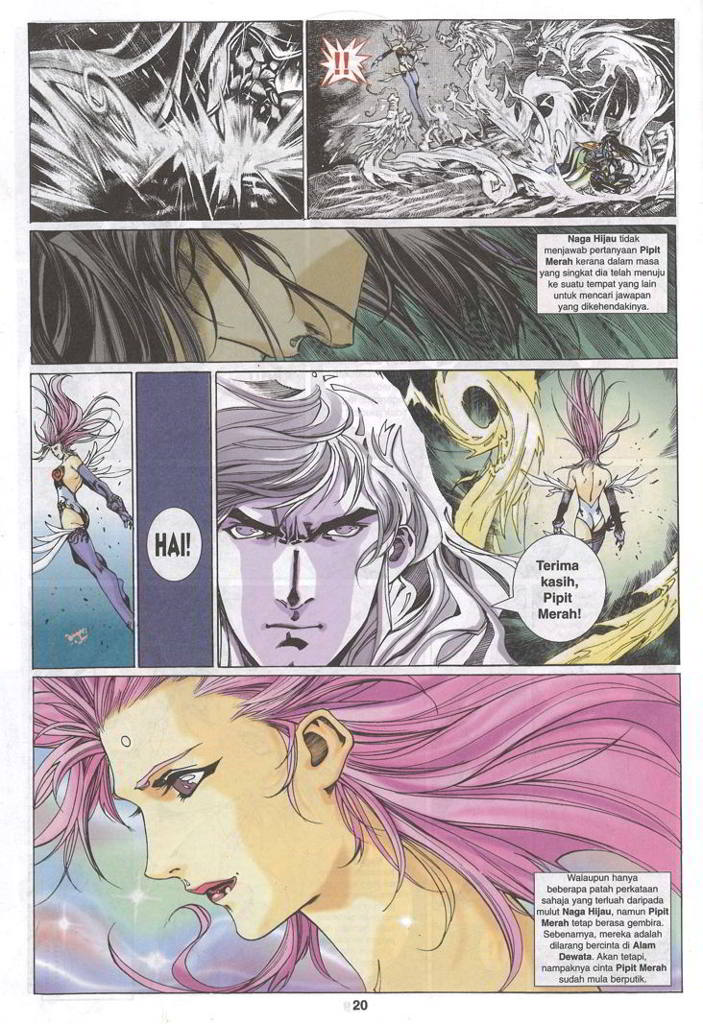 !!
Naga Hijau tidak
menjawab pertanyaan Pipit
Merah kerana dalam masa
yang singkat dia telah menuju
ke suatu tempat yang lain
untuk mencari jawapan
yang dikehendakinya.
HAI!
Terima
kasih,
Pipit
Merah!
Walaupun hanya
beberapa patah perkataan
sahaja yang terluah daripada
mulut Naga Hijau, namun Pipit
Merah tetap berasa gembira.
Sebenarnya, mereka adalah
dilarang bercinta di Alam
Dewata. Akan tetapi,
nampaknya cinta Pipit Merah
sudah mula berputik.
20